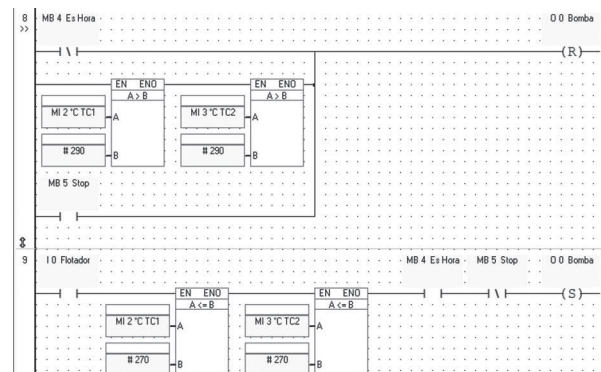 8 MB 4 Es Hora O 0 Bomba
>>
(R)
EN ENO EN ENO
A > B A > B
MI 2 °C TC1 A MI 3 °C TC2 A
# 290 B # 290 B
MB 5 Stop
9 I 0 Flotador MB 4 Es Hora MB 5 Stop O 0 Bomba
(S)
EN ENO EN ENO
A <= B A <= B
MI 2 °C TC1 A MI 3 °C TC2 A
# 270 B # 270 B